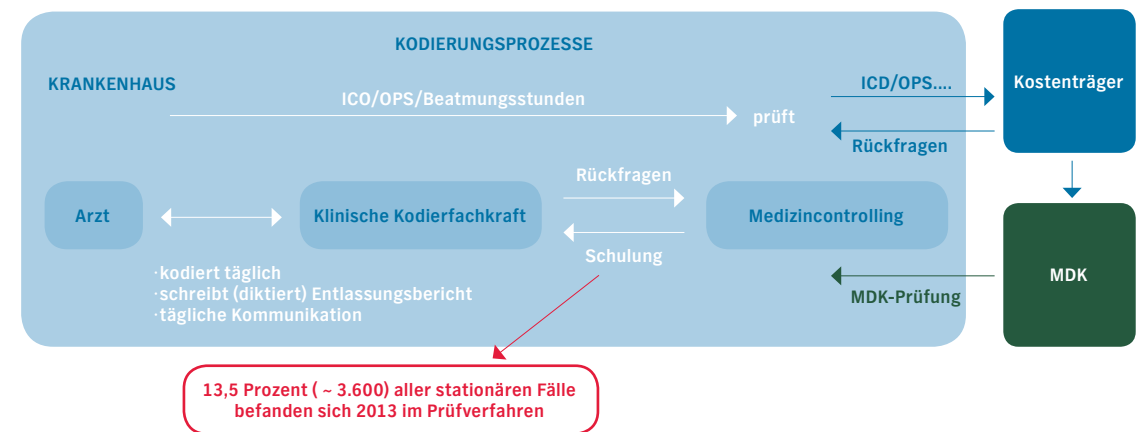 KODIERUNGSPROZESSE
KRANKENHAUS
ICO/OPS/Beatmungsstunden
prüft
ICD/OPS....
Rückfragen
Kostenträger
Arzt
Klinische Kodierfachkraft
Rückfragen
Schulung
Medizincontrolling
·kodiert täglich
·schreibt (diktiert) Entlassungsbericht
·tägliche Kommunikation
MDK-Prüfung
MDK
13,5 Prozent ( ~ 3.600) aller stationären Fälle
befanden sich 2013 im Prüfverfahren